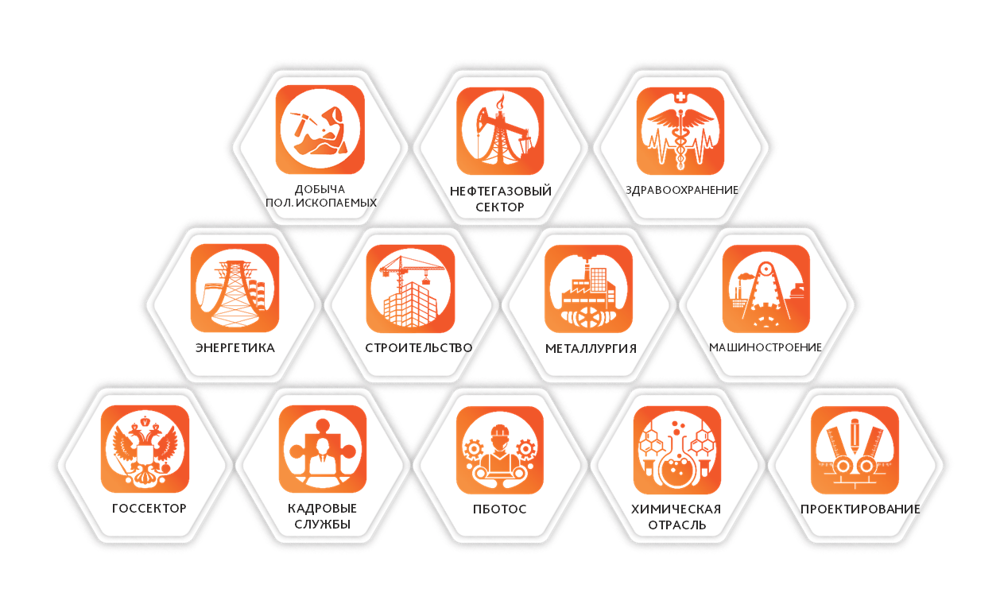 ДОБЫЧА
ПОЛ. ИСКОПАЕМЫХ
НЕФТЕГАЗОВЫЙ
СЕКТОР
ЗДРАВООХРАНЕНИЕ
ЭНЕРГЕТИКА
СТРОИТЕЛЬСТВО
МЕТАЛЛУРГИЯ
МАШИНОСТРОЕНИЕ
ГОССЕКТОР
КАДРОВЫЕ
СЛУЖБЫ
ПБОТОС
ХИМИЧЕСКАЯ
ОТРАСЛЬ
ПРОЕКТИРОВАНИЕ